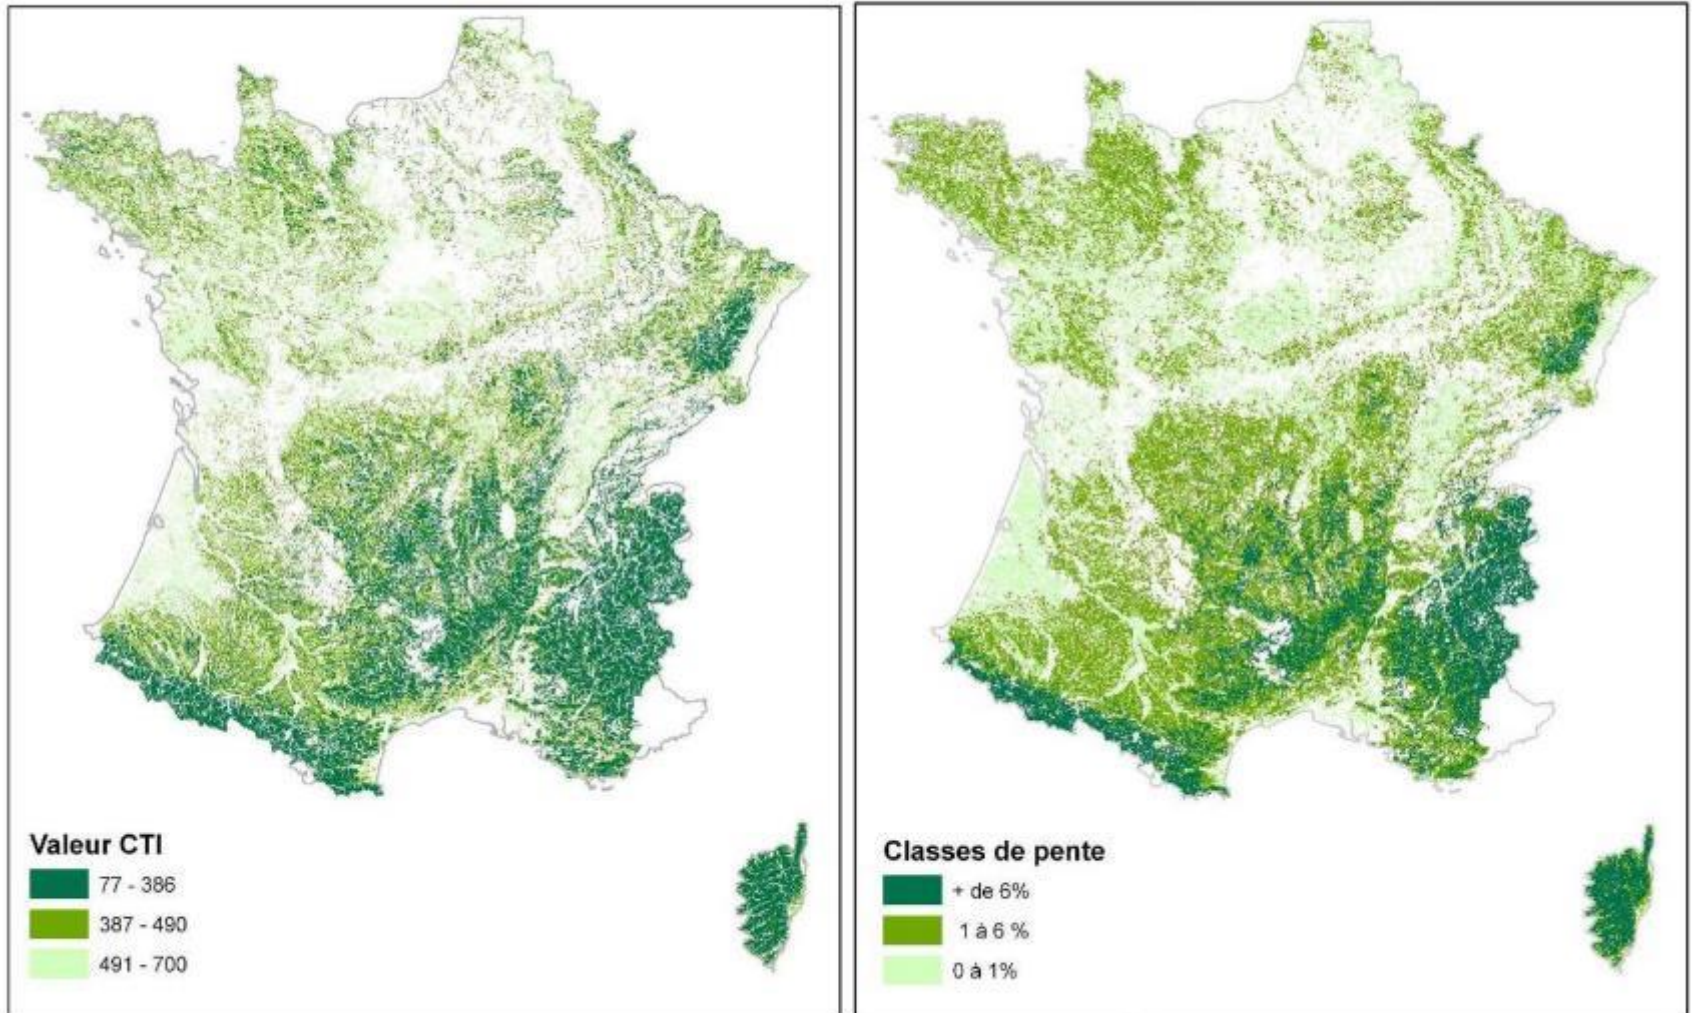 Valeur CTI
77 - 386
387 - 490
491 - 700
Classes de pente
+ de 6%
1 à 6 %
0 à 1%